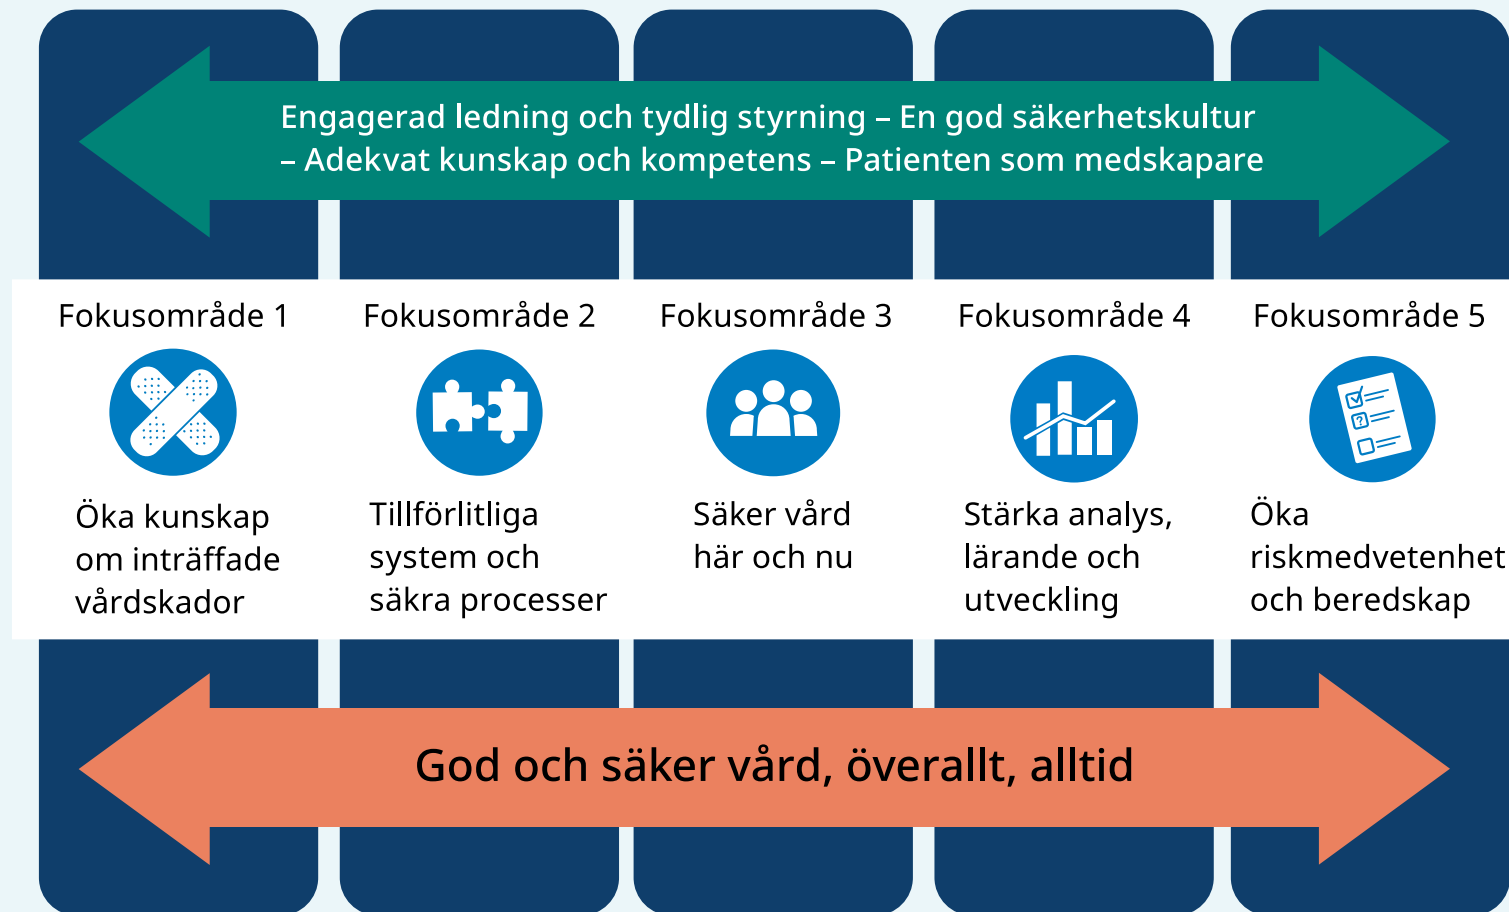 Engagerad ledning och tydlig styrning – En god säkerhetskultur
– Adekvat kunskap och kompetens – Patienten som medskapare
Fokusområde 1
Öka kunskap
om inträffade
vårdskador
Fokusområde 2
Tillförlitliga
system och
säkra processer
Fokusområde 3
Säker vård
här och nu
Fokusområde 4
Stärka analys,
lärande och
utveckling
Fokusområde 5
?
Öka
riskmedvetenhet
och beredskap
God och säker vård, överallt, alltid